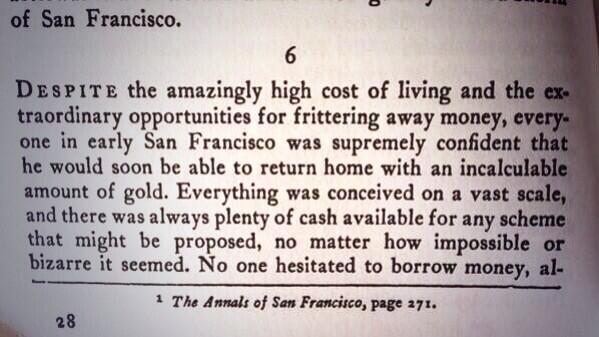 of San Francisco.
6
DESPITE the amazingly high cost of living and the ex-
traordinary opportunities for frittering away money, every-
one in early San Francisco was supremely confident that
he would soon be able to return home with an incalculable
amount of gold. Everything was conceived on a vast scale,
and there was always plenty of cash available for any scheme
that might be proposed, no matter how impossible or
bizarre it seemed. No one hesitated to borrow money, al-
¹ The Annals of San Francisco, page 271.
28